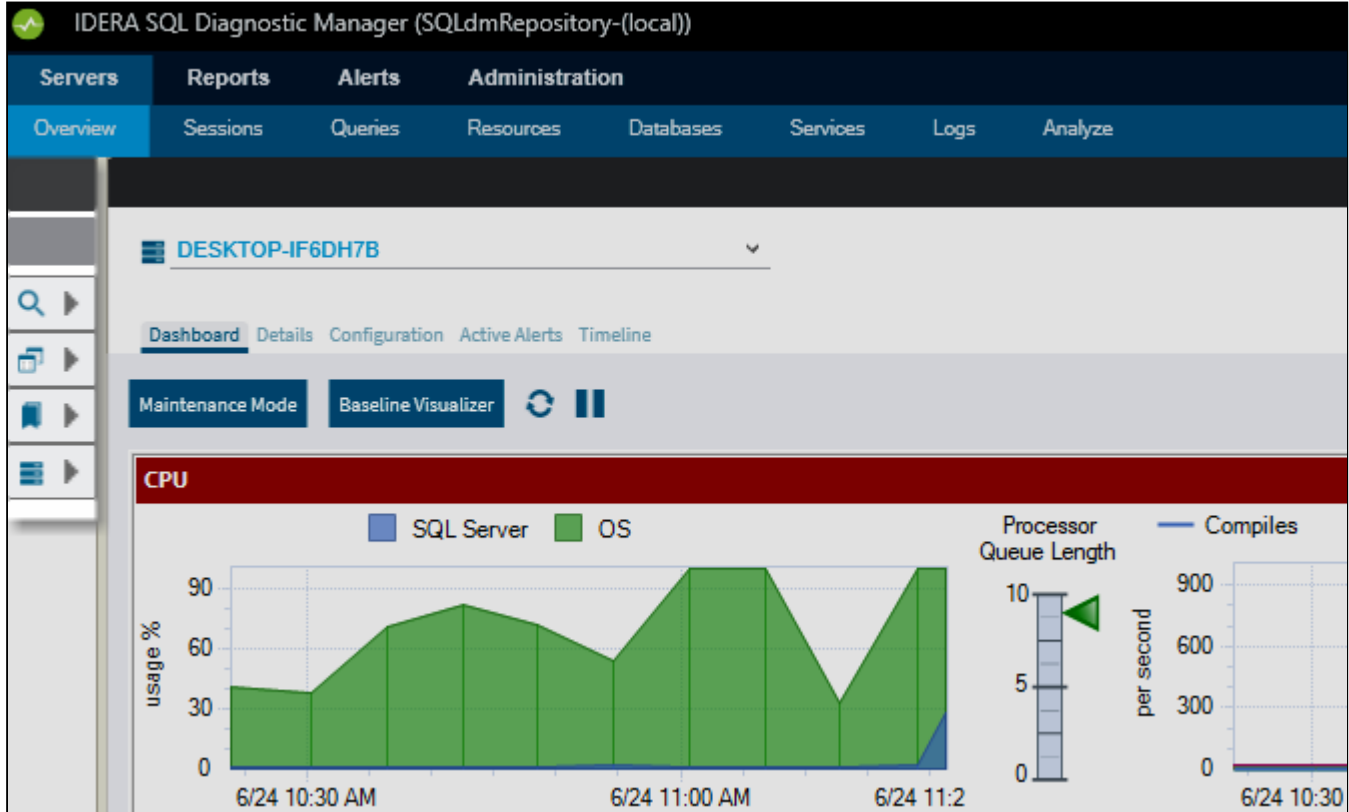 IDERA SQL Diagnostic Manager (SQLdmRepository-(local))
Servers Reports Alerts Administration
Overview Sessions Queries Resources Databases Services Logs Analyze
DESKTOP-IF6DH7B
Dashboard Details Configuration Active Alerts Timeline
Maintenance Mode Baseline Visualizer
CPU
SQL Server OS
Processor
Queue Length
Compiles
90
60
30
0
usage %
6/24 10:30 AM 6/24 11:00 AM 6/24 11:2
10
5
0
900
600
300
0
per second
6/24 10:30